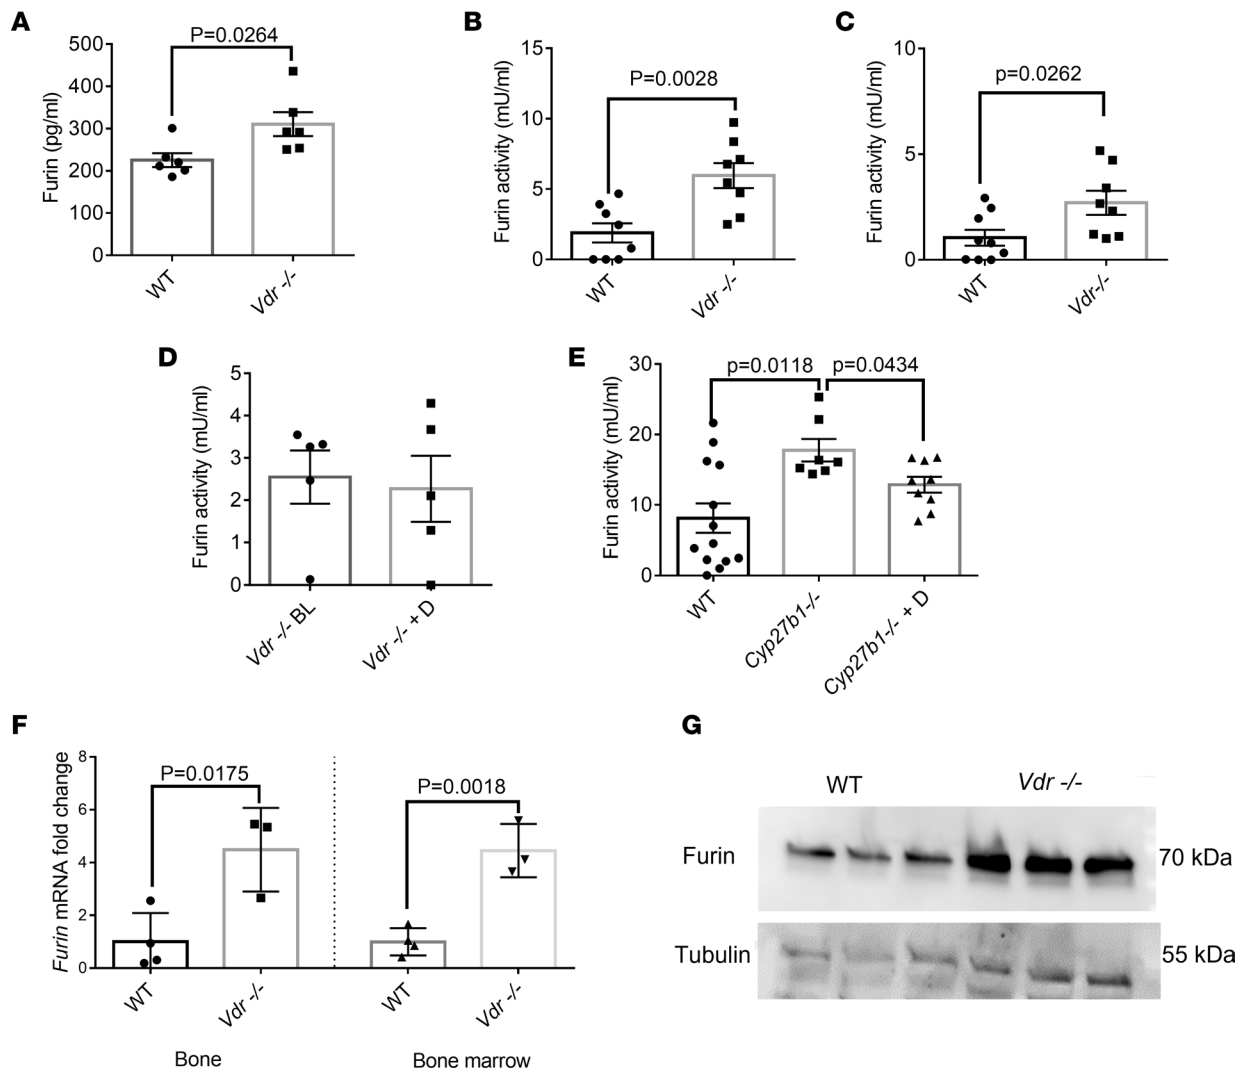 A
P=0.0264
Furin (pg/ml)
500
400
300
200
100
0
WT
Vdr -/-
B
P=0.0028
Furin activity (mU/ml)
15
10
5
0
WT
Vdr -/-
C
p=0.0262
Furin activity (mU/ml)
10
5
0
WT
Vdr-/-
D
Furin activity (mU/ml)
5
4
3
2
1
0
Vdr -/- BL
Vdr -/- + D
E
p=0.0118
p=0.0434
Furin activity (mU/ml)
30
20
10
0
WT
Cyp27b1-/-
Cyp27b1-/- + D
F
P=0.0175
P=0.0018
Furin mRNA fold change
8
6
4
2
0
WT
Vdr -/-
WT
Vdr -/-
Bone
Bone marrow
G
WT
Vdr -/-
Furin
70 kDa
Tubulin
55 kDa